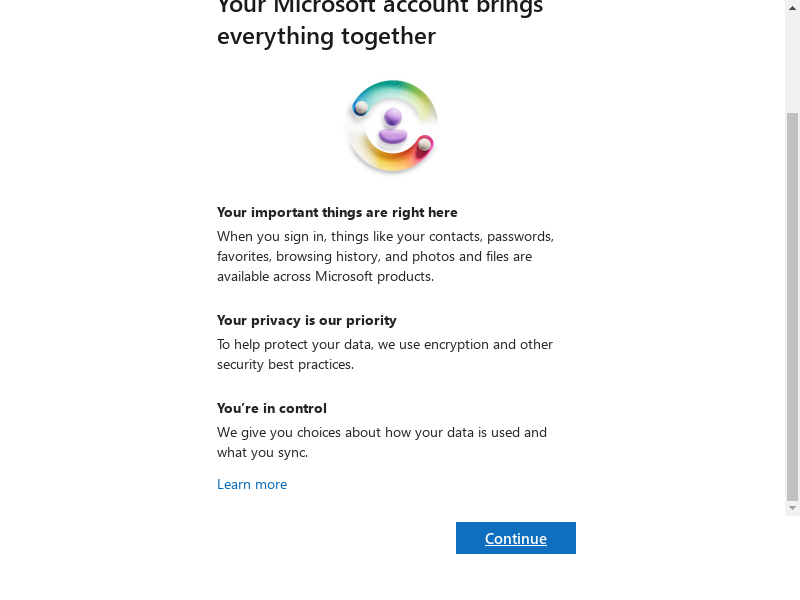 Your Microsoft account brings
everything together
Your important things are right here
When you sign in, things like your contacts, passwords,
favorites, browsing history, and photos and files are
available across Microsoft products.
Your privacy is our priority
To help protect your data, we use encryption and other
security best practices.
You’re in control
We give you choices about how your data is used and
what you sync.
Learn more
Continue